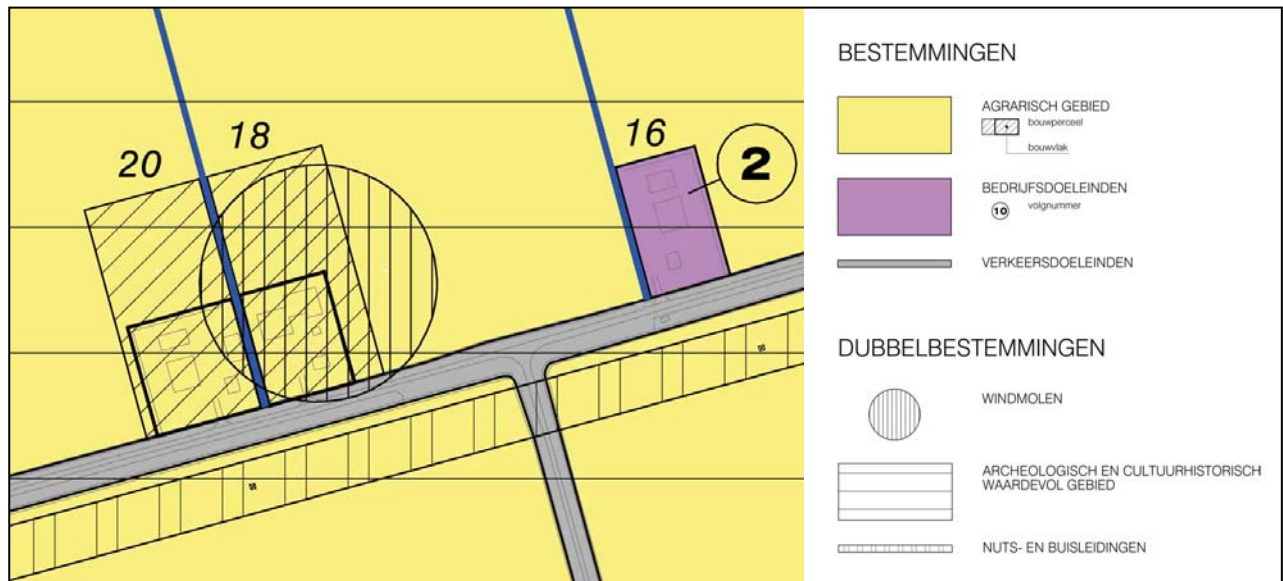 20
18
16
2
BESTEMMINGEN
AGRARISCH GEBIED
bouwperceel
bouwvlak
BEDRIJFSDOELEINDEN
10 volgnummer
VERKEERSDOELEINDEN
DUBBELBESTEMMINGEN
WINDMOLEN
ARCHEOLOGISCH EN CULTUURHISTORISCH
WAARDEVOL GEBIED
NUTS- EN BUISLEIDINGEN